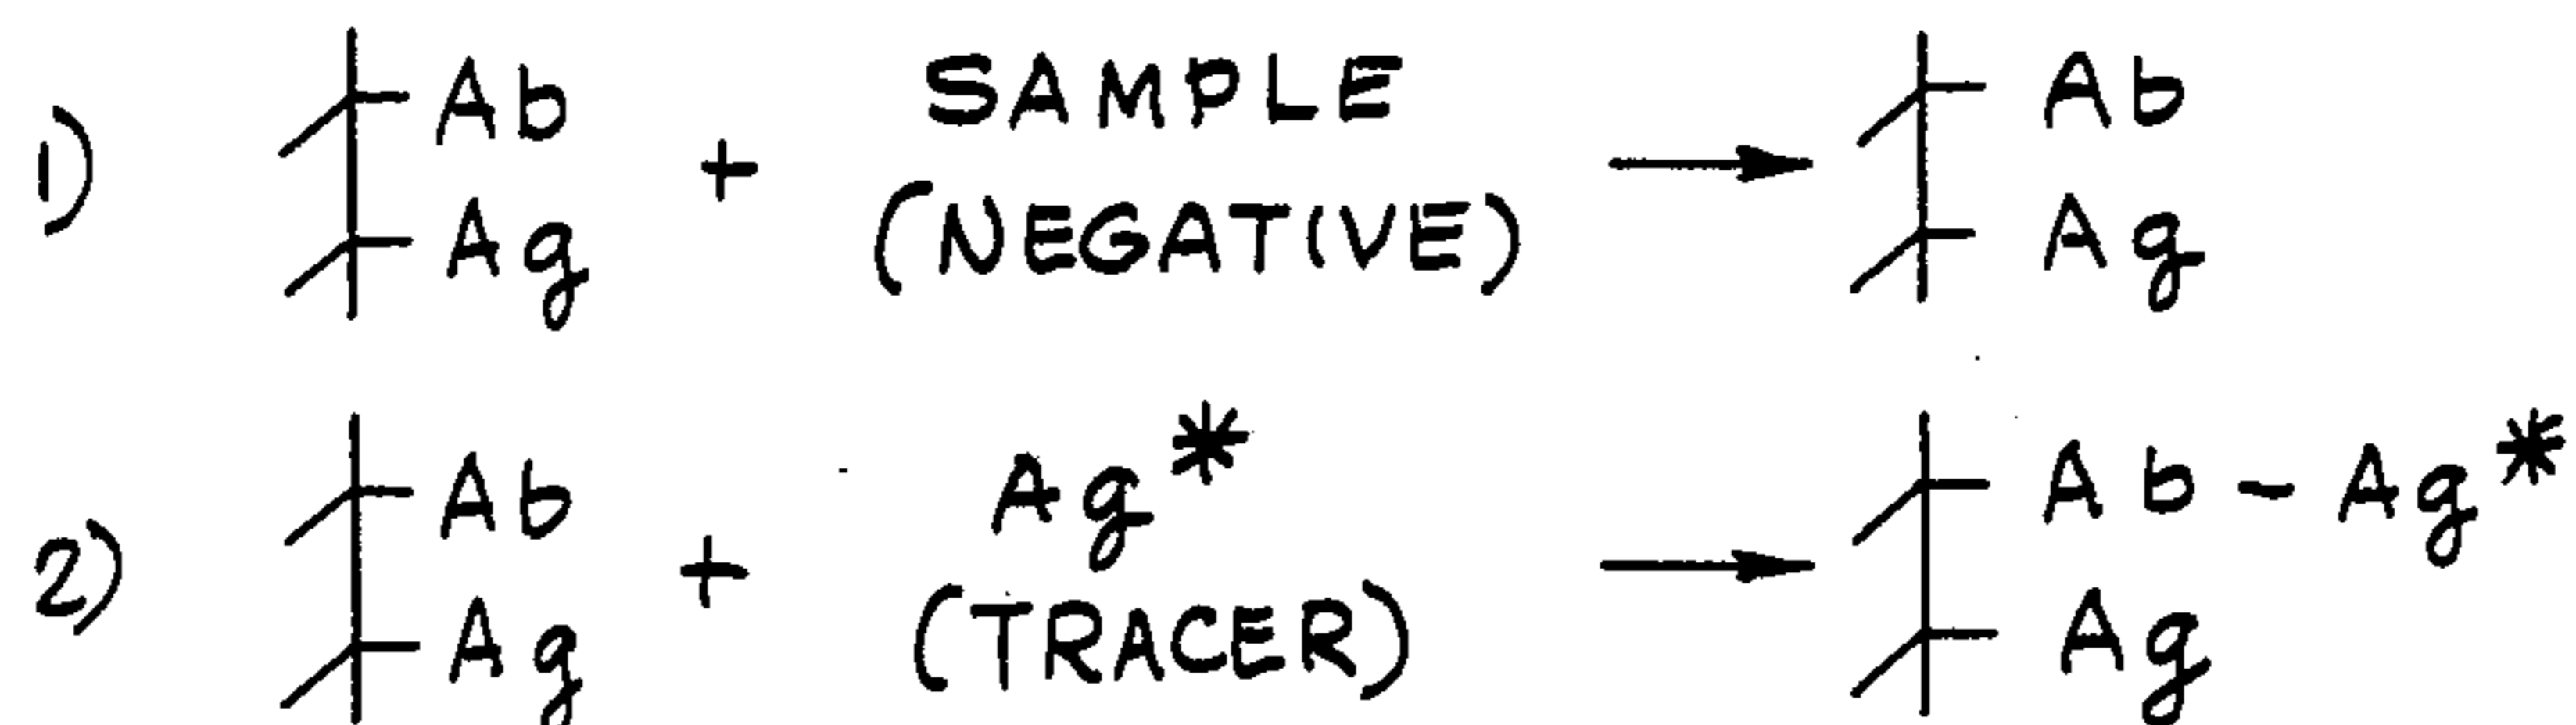 1) Ab + SAMPLE → Ab
Ag (NEGATIVE) Ag
2) Ab + Ag* → Ab - Ag*
Ag (TRACER) Ag